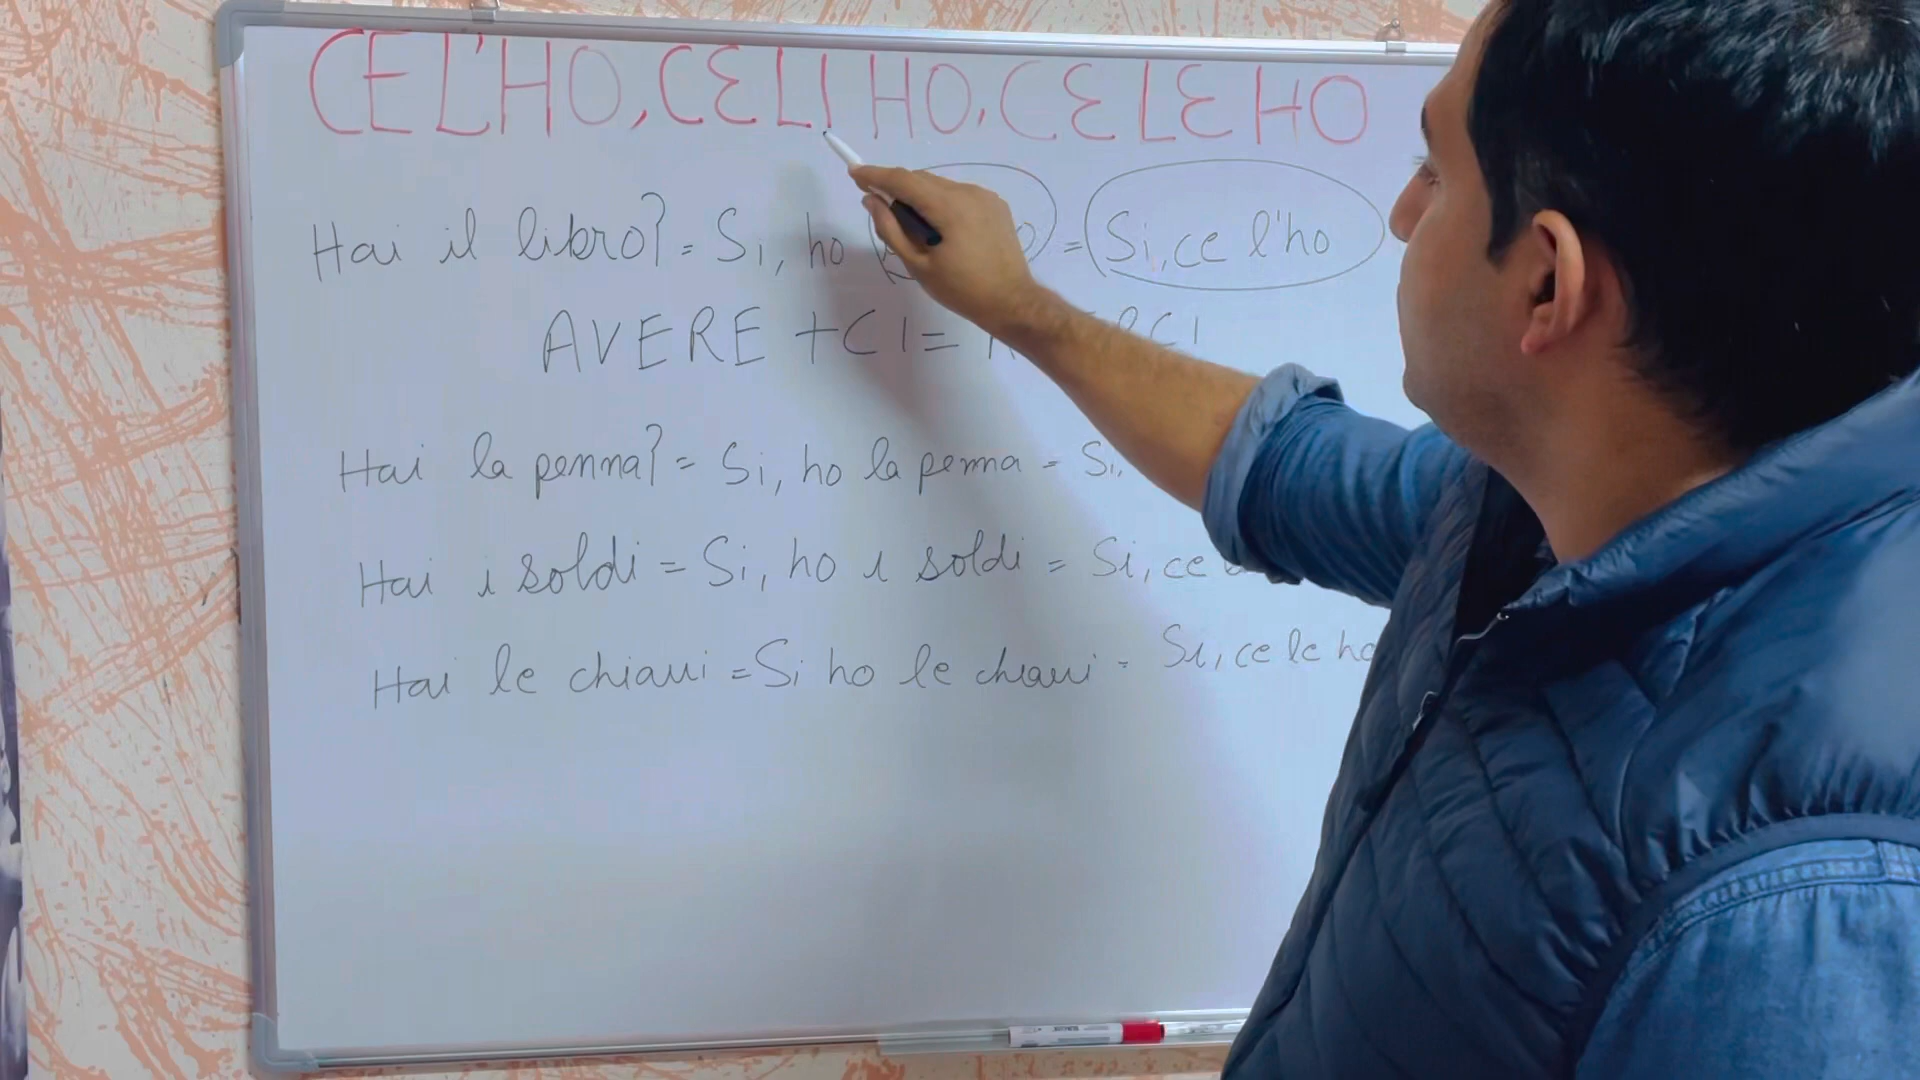 CE L'HO, CE LI HO, CE LE HO
Hai il libro? = Si, ho = Si, ce l'ho
AVERE + CI =
Hai la penna? = Si, ho la penna = Si,
Hai i soldi = Si, ho i soldi = Si, ce
Hai le chiavi = Si ho le chiavi = Si, ce le ho